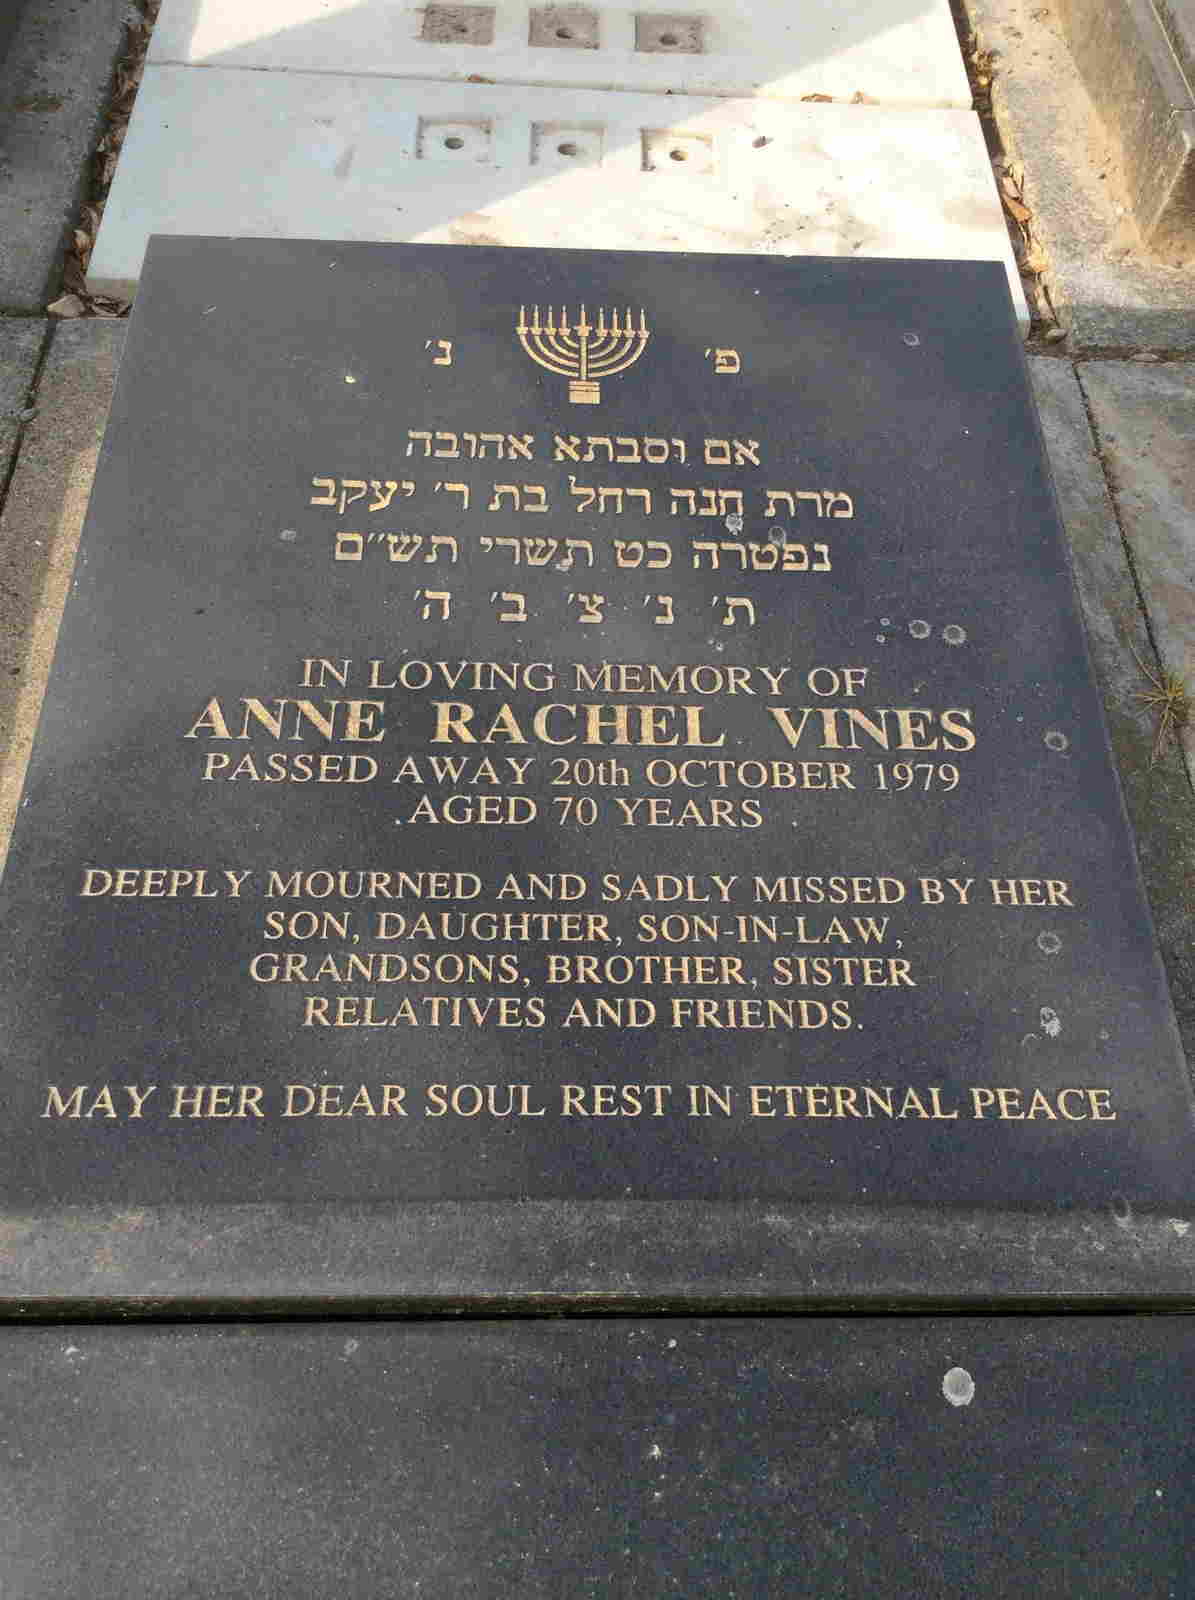 פ׳ נ׳
אם וסבתא אהובה
מרת חנה רחל בת ר׳ יעקב
נפטרה כט תשרי תש״ם
ת׳ נ׳ צ׳ ב׳ ה׳
IN LOVING MEMORY OF
ANNE RACHEL VINES
PASSED AWAY 20th OCTOBER 1979
AGED 70 YEARS
DEEPLY MOURNED AND SADLY MISSED BY HER
SON, DAUGHTER, SON-IN-LAW,
GRANDSONS, BROTHER, SISTER
RELATIVES AND FRIENDS.
MAY HER DEAR SOUL REST IN ETERNAL PEACE